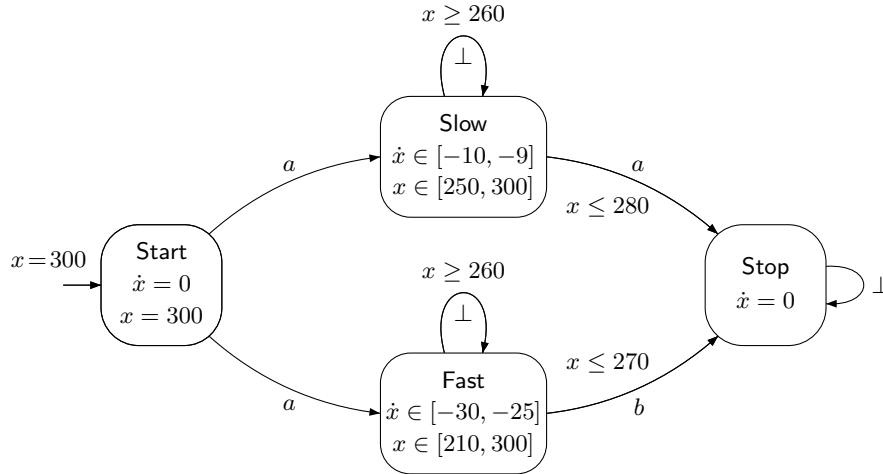 x ≥ 260
⊥
Slow
ẋ ∈ [−10, −9]
x ∈ [250, 300]
a
a
x ≤ 280
x = 300
Start
ẋ = 0
x = 300
x ≥ 260
⊥
Stop
ẋ = 0
⊥
Fast
ẋ ∈ [−30, −25]
x ∈ [210, 300]
a
x ≤ 270
b